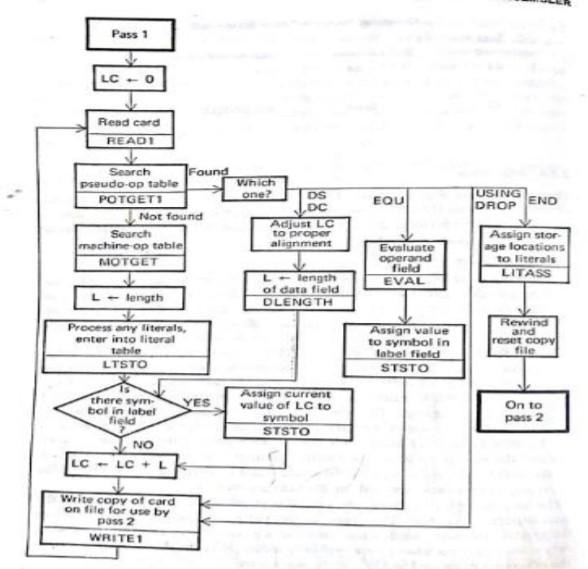 ASSEMBLER
Pass 1
LC ← 0
Read card
READ1
Search
pseudo-op table
POTGET1
Found
Which
one?
DS
DC
EQU
USING
DROP
END
Not found
Search
machine-op table
MOTGET
Adjust LC
to proper
alignment
Evaluate
operand
field
EVAL
Assign stor-
age locations
to literals
LITASS
L ← length
L ← length
of data field
DLENGTH
Process any literals,
enter into literal
table
LTSTO
Assign value
to symbol in
label field
STSTO
Rewind
and
reset copy
file
Is
there sym-
bol in label
field
?
YES
Assign current
value of LC to
symbol
STSTO
On to
pass 2
NO
LC ← LC + L
Write copy of card
on file for use by
pass 2
WRITE1